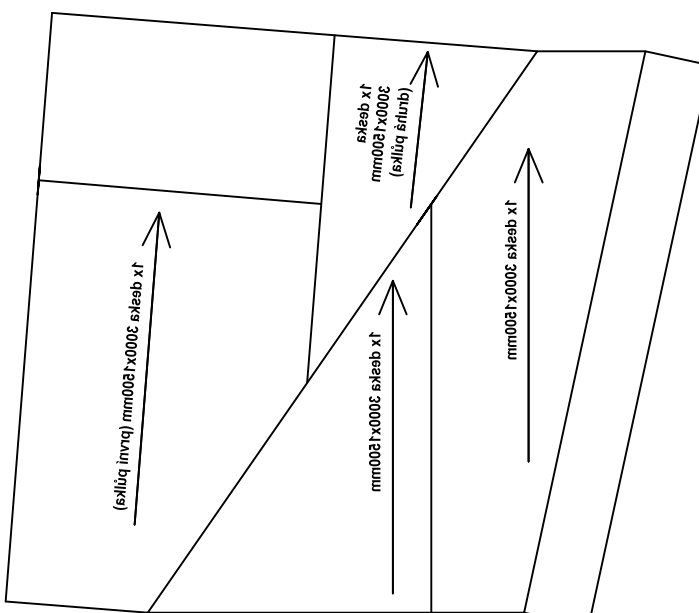 1x deska 3000x1500mm (první půlka)
1x deska
3000x1500mm
(druhá půlka)
1x deska 3000x1500mm
1x deska 3000x1500mm